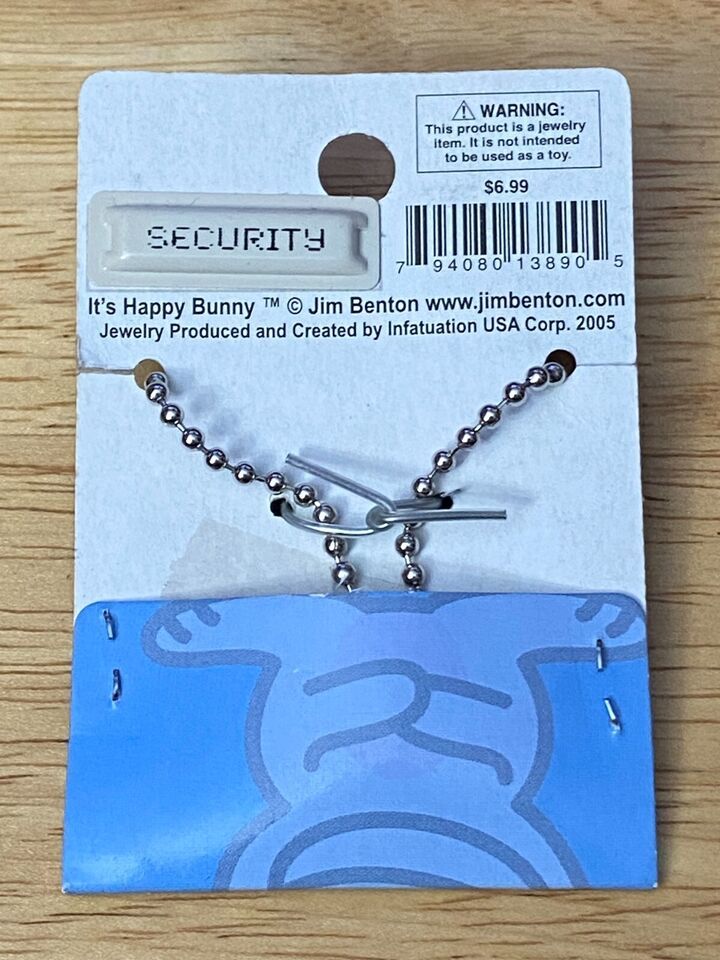 ⚠ WARNING:
This product is a jewelry
item. It is not intended
to be used as a toy.
$6.99
SECURITY
7 94080 13890 5
It's Happy Bunny ™ © Jim Benton www.jimbenton.com
Jewelry Produced and Created by Infatuation USA Corp. 2005